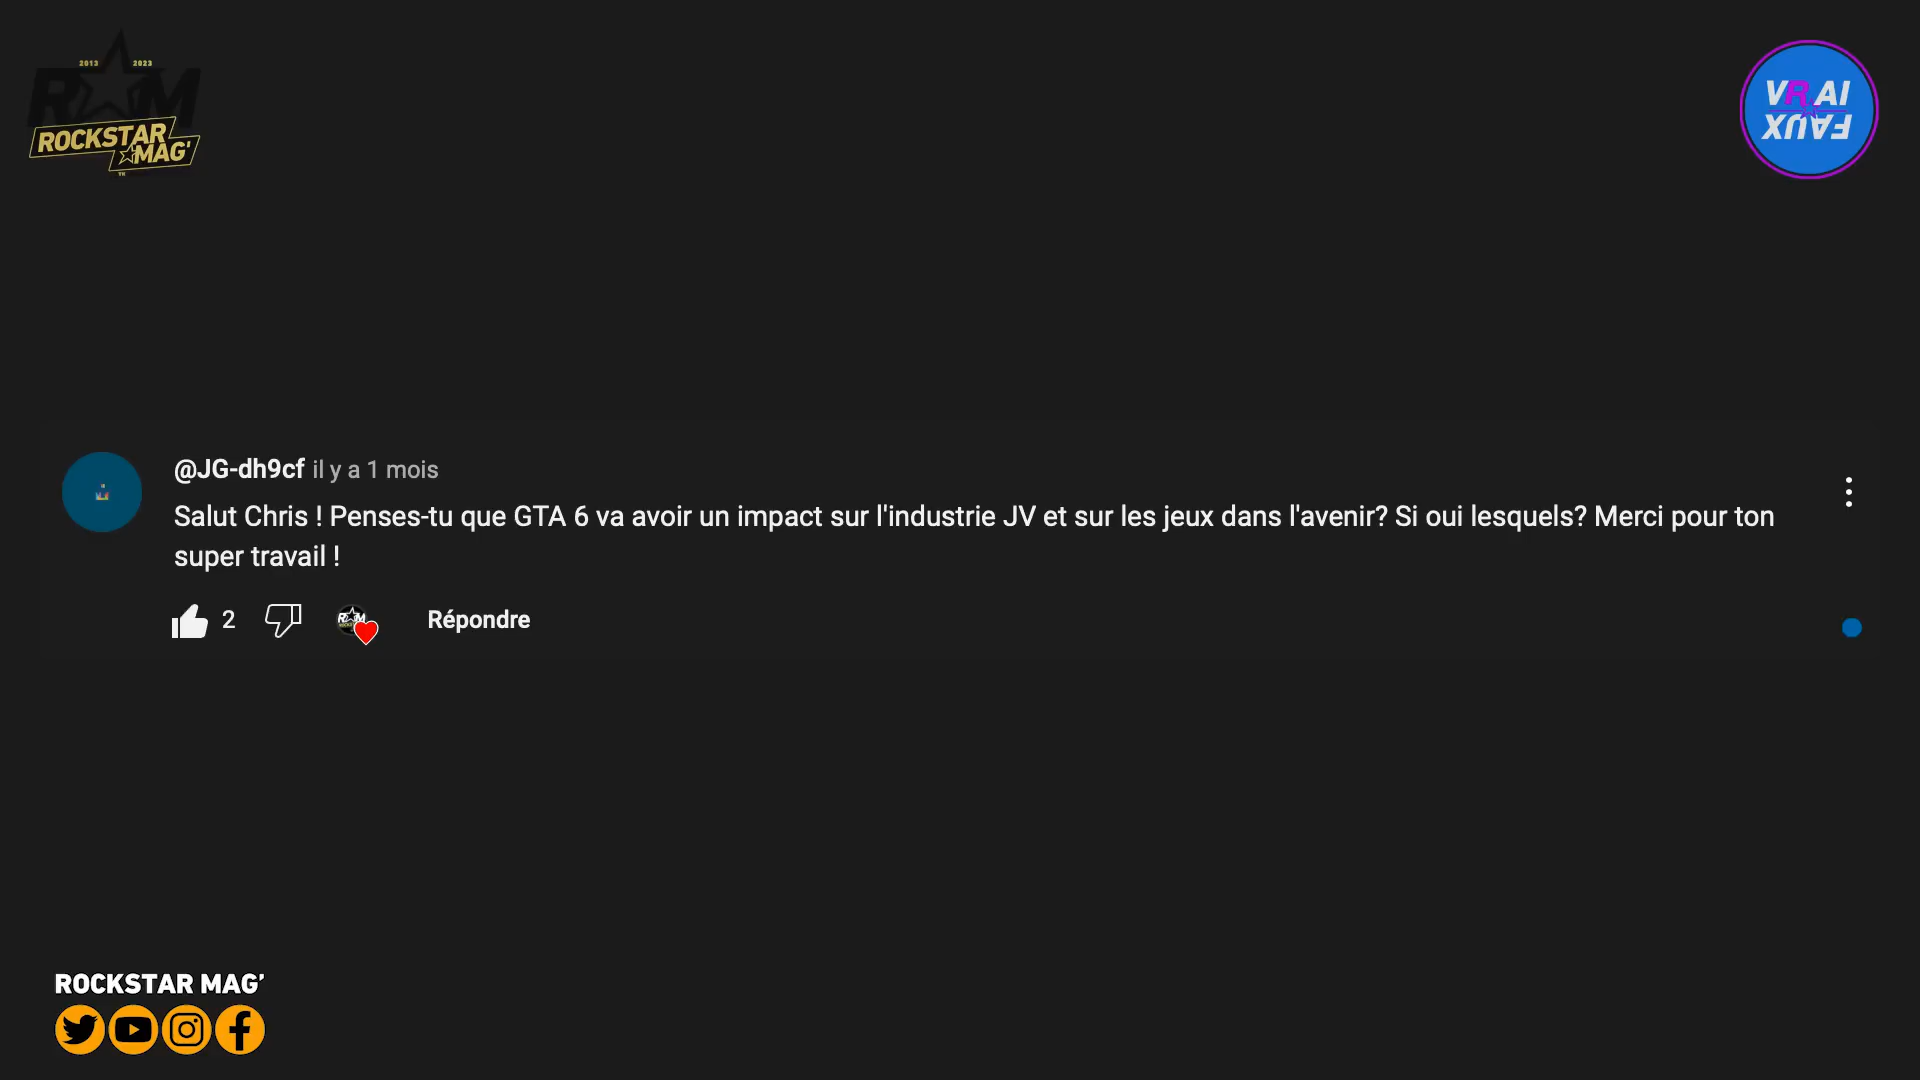 2013 2023
R M
ROCKSTAR
MAG'
TM
VRAI
FAUX
@JG-dh9cf il y a 1 mois
Salut Chris ! Penses-tu que GTA 6 va avoir un impact sur l'industrie JV et sur les jeux dans l'avenir? Si oui lesquels? Merci pour ton
super travail !
2 Répondre
ROCKSTAR MAG'